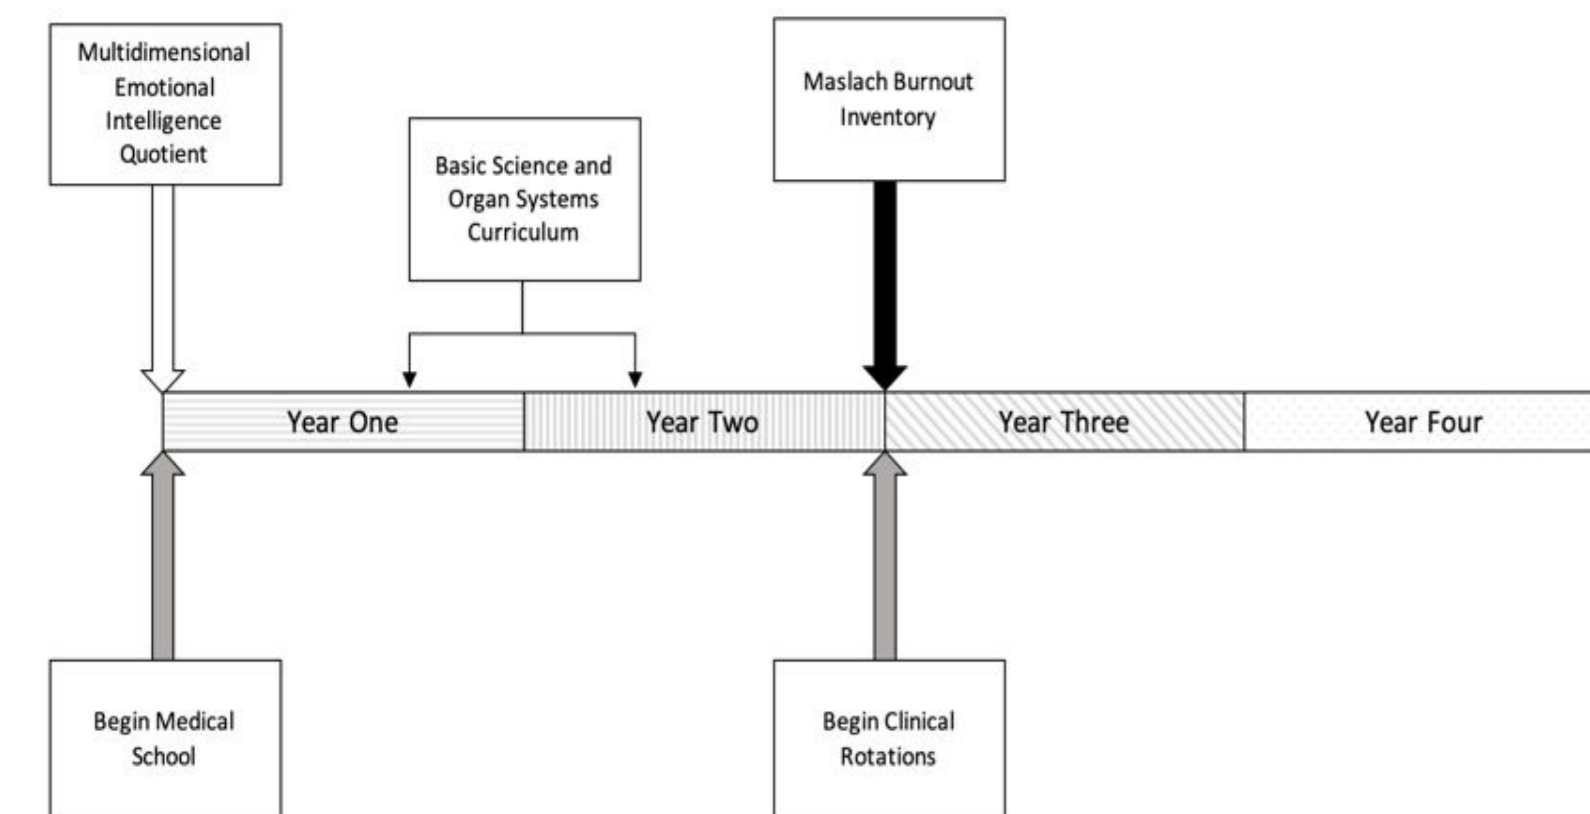 Multidimensional
Emotional
Intelligence
Quotient
Basic Science and
Organ Systems
Curriculum
Maslach Burnout
Inventory
Year One
Year Two
Year Three
Year Four
Begin Medical
School
Begin Clinical
Rotations